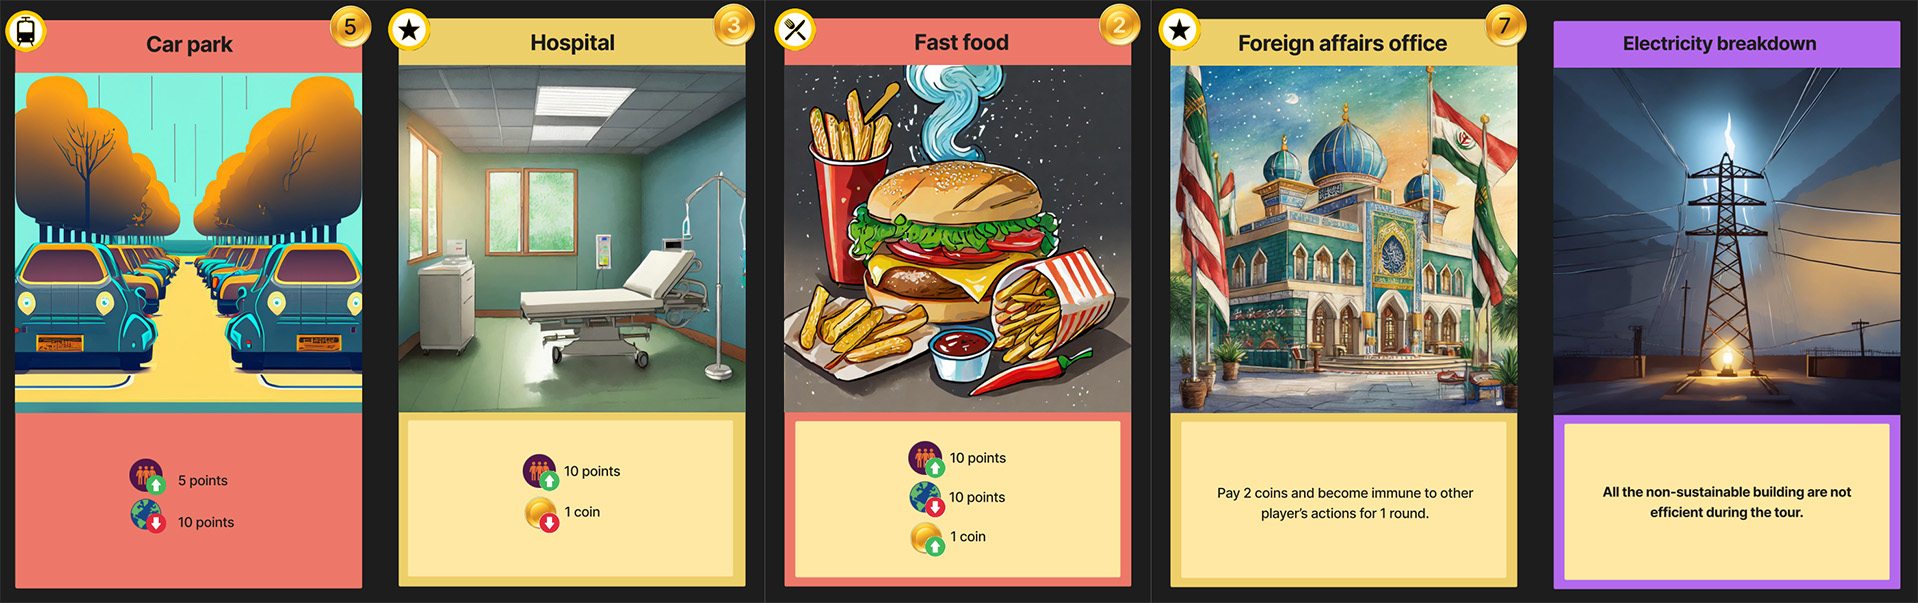 Car park
5
5 points
10 points
Hospital
3
10 points
1 coin
Fast food
2
10 points
10 points
1 coin
Foreign affairs office
7
Pay 2 coins and become immune to other
player's actions for 1 round.
Electricity breakdown
All the non-sustainable building are not
efficient during the tour.